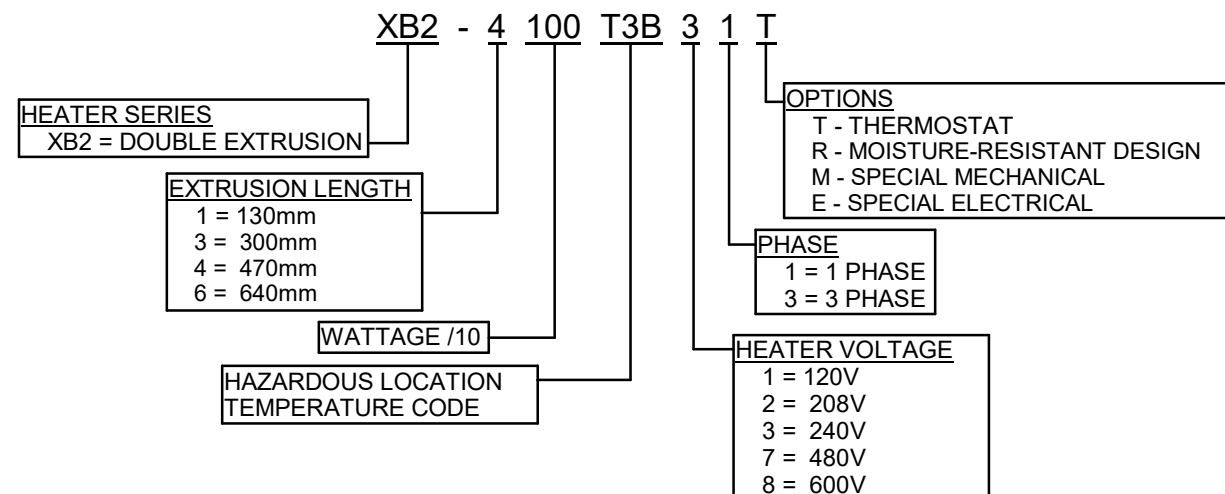 XB2 - 4 100 T3B 3 1 T
HEATER SERIES
XB2 = DOUBLE EXTRUSION
EXTRUSION LENGTH
1 = 130mm
3 = 300mm
4 = 470mm
6 = 640mm
WATTAGE /10
HAZARDOUS LOCATION
TEMPERATURE CODE
OPTIONS
T - THERMOSTAT
R - MOISTURE-RESISTANT DESIGN
M - SPECIAL MECHANICAL
E - SPECIAL ELECTRICAL
PHASE
1 = 1 PHASE
3 = 3 PHASE
HEATER VOLTAGE
1 = 120V
2 = 208V
3 = 240V
7 = 480V
8 = 600V